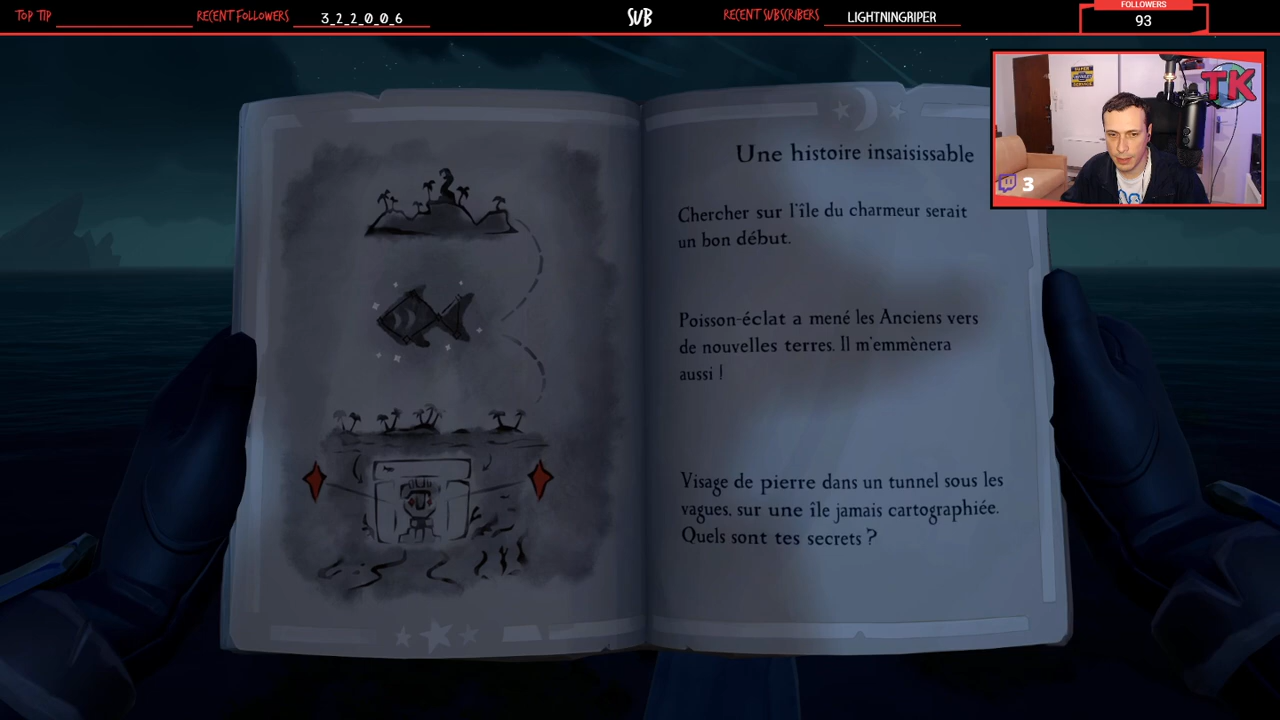 TOP TIP
RECENT FOLLOWERS
3_2_2_0_0_6
SUB
RECENT SUBSCRIBERS
LIGHTNINGRIPER
FOLLOWERS
93
TK
3
Une histoire insaisissable
Chercher sur l'île du charmeur serait
un bon début.
Poisson-éclat a mené les Anciens vers
de nouvelles terres. Il m'emmènera
aussi !
Visage de pierre dans un tunnel sous les
vagues, sur une île jamais cartographiée.
Quels sont tes secrets ?